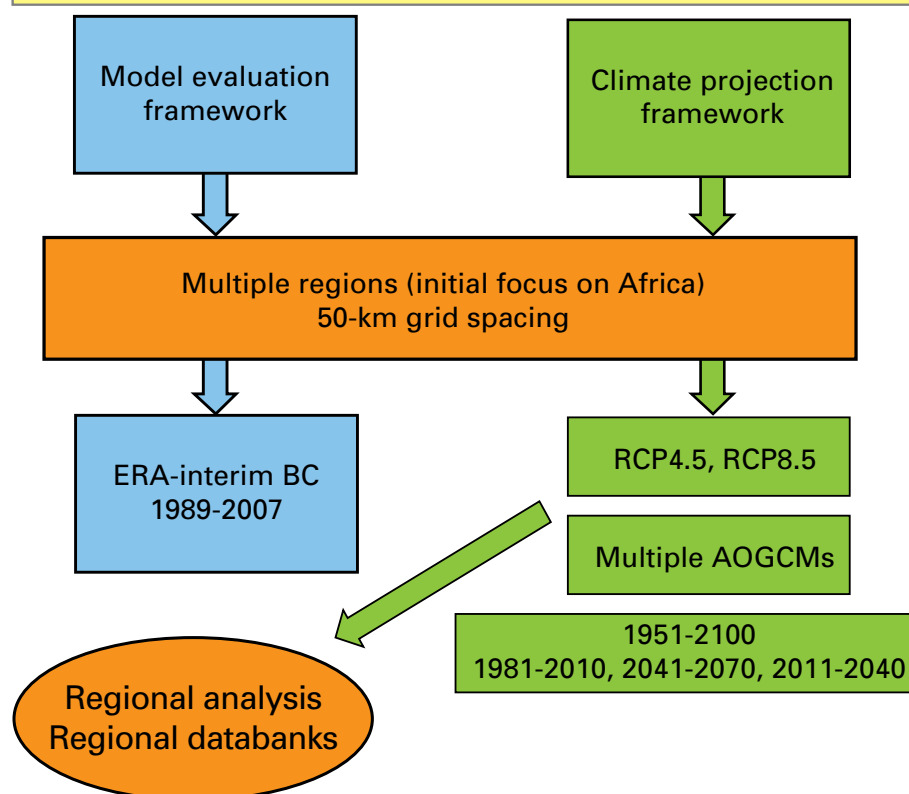 Model evaluation
framework
Climate projection
framework
Multiple regions (initial focus on Africa)
50-km grid spacing
ERA-interim BC
1989-2007
RCP4.5, RCP8.5
Multiple AOGCMs
1951-2100
1981-2010, 2041-2070, 2011-2040
Regional analysis
Regional databanks